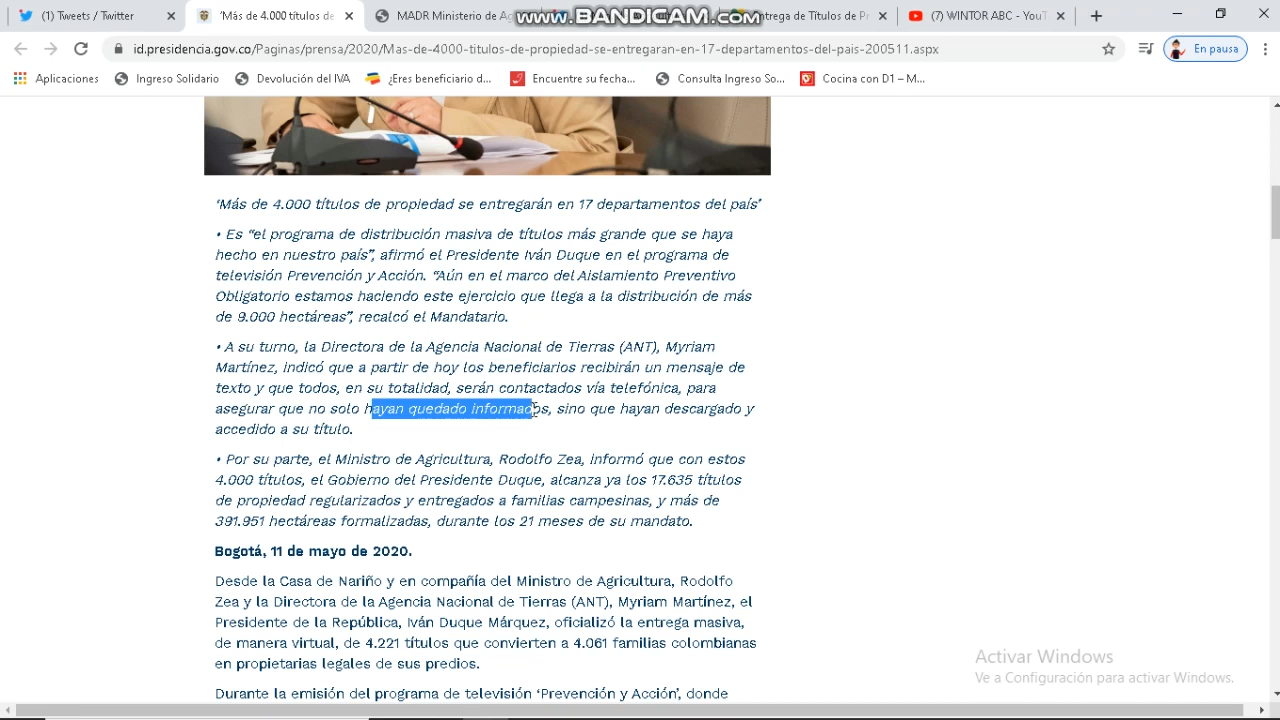 (1) Tweets / Twitter
'Más de 4.000 títulos de
MADR Ministerio de Ag
www.BANDICAM.com
trega de Títulos de Pr
(7) WINTOR ABC - YouT
id.presidencia.gov.co/Paginas/prensa/2020/Mas-de-4000-titulos-de-propiedad-se-entregaran-en-17-departamentos-del-pais-200511.aspx
En pausa
Aplicaciones
Ingreso Solidario
Devolución del IVA
¿Eres beneficiario d...
Encuentre su fecha...
Consulta Ingreso So...
Cocina con D1 – M...
'Más de 4.000 títulos de propiedad se entregarán en 17 departamentos del país'
• Es "el programa de distribución masiva de títulos más grande que se haya
hecho en nuestro país", afirmó el Presidente Iván Duque en el programa de
televisión Prevención y Acción. "Aún en el marco del Aislamiento Preventivo
Obligatorio estamos haciendo este ejercicio que llega a la distribución de más
de 9.000 hectáreas", recalcó el Mandatario.
• A su turno, la Directora de la Agencia Nacional de Tierras (ANT), Myriam
Martínez, indicó que a partir de hoy los beneficiarios recibirán un mensaje de
texto y que todos, en su totalidad, serán contactados vía telefónica, para
asegurar que no solo hayan quedado informados, sino que hayan descargado y
accedido a su título.
• Por su parte, el Ministro de Agricultura, Rodolfo Zea, informó que con estos
4.000 títulos, el Gobierno del Presidente Duque, alcanza ya los 17.635 títulos
de propiedad regularizados y entregados a familias campesinas, y más de
391.951 hectáreas formalizadas, durante los 21 meses de su mandato.
Bogotá, 11 de mayo de 2020.
Desde la Casa de Nariño y en compañía del Ministro de Agricultura, Rodolfo
Zea y la Directora de la Agencia Nacional de Tierras (ANT), Myriam Martínez, el
Presidente de la República, Iván Duque Márquez, oficializó la entrega masiva,
de manera virtual, de 4.221 títulos que convierten a 4.061 familias colombianas
en propietarias legales de sus predios.
Durante la emisión del programa de televisión 'Prevención y Acción', donde
Activar Windows
Ve a Configuración para activar Windows.